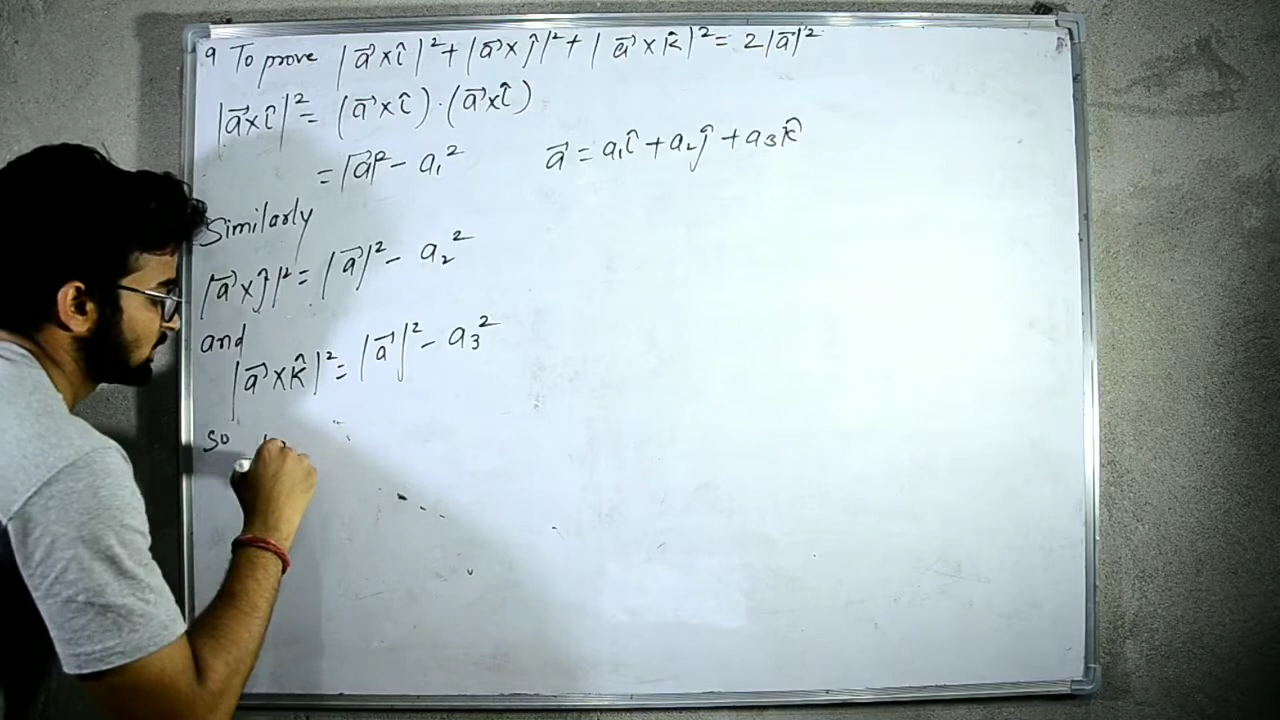 9 To prove |a⃗×î|²+|a⃗×ĵ|²+|a⃗×k̂|²=2|a⃗|²
|a⃗×î|²=(a⃗×î)·(a⃗×î)
=|a⃗|²-a₁² a⃗=a₁î+a₂ĵ+a₃k̂
Similarly
|a⃗×ĵ|²=|a⃗|²-a₂²
and
|a⃗×k̂|²=|a⃗|²-a₃²
so